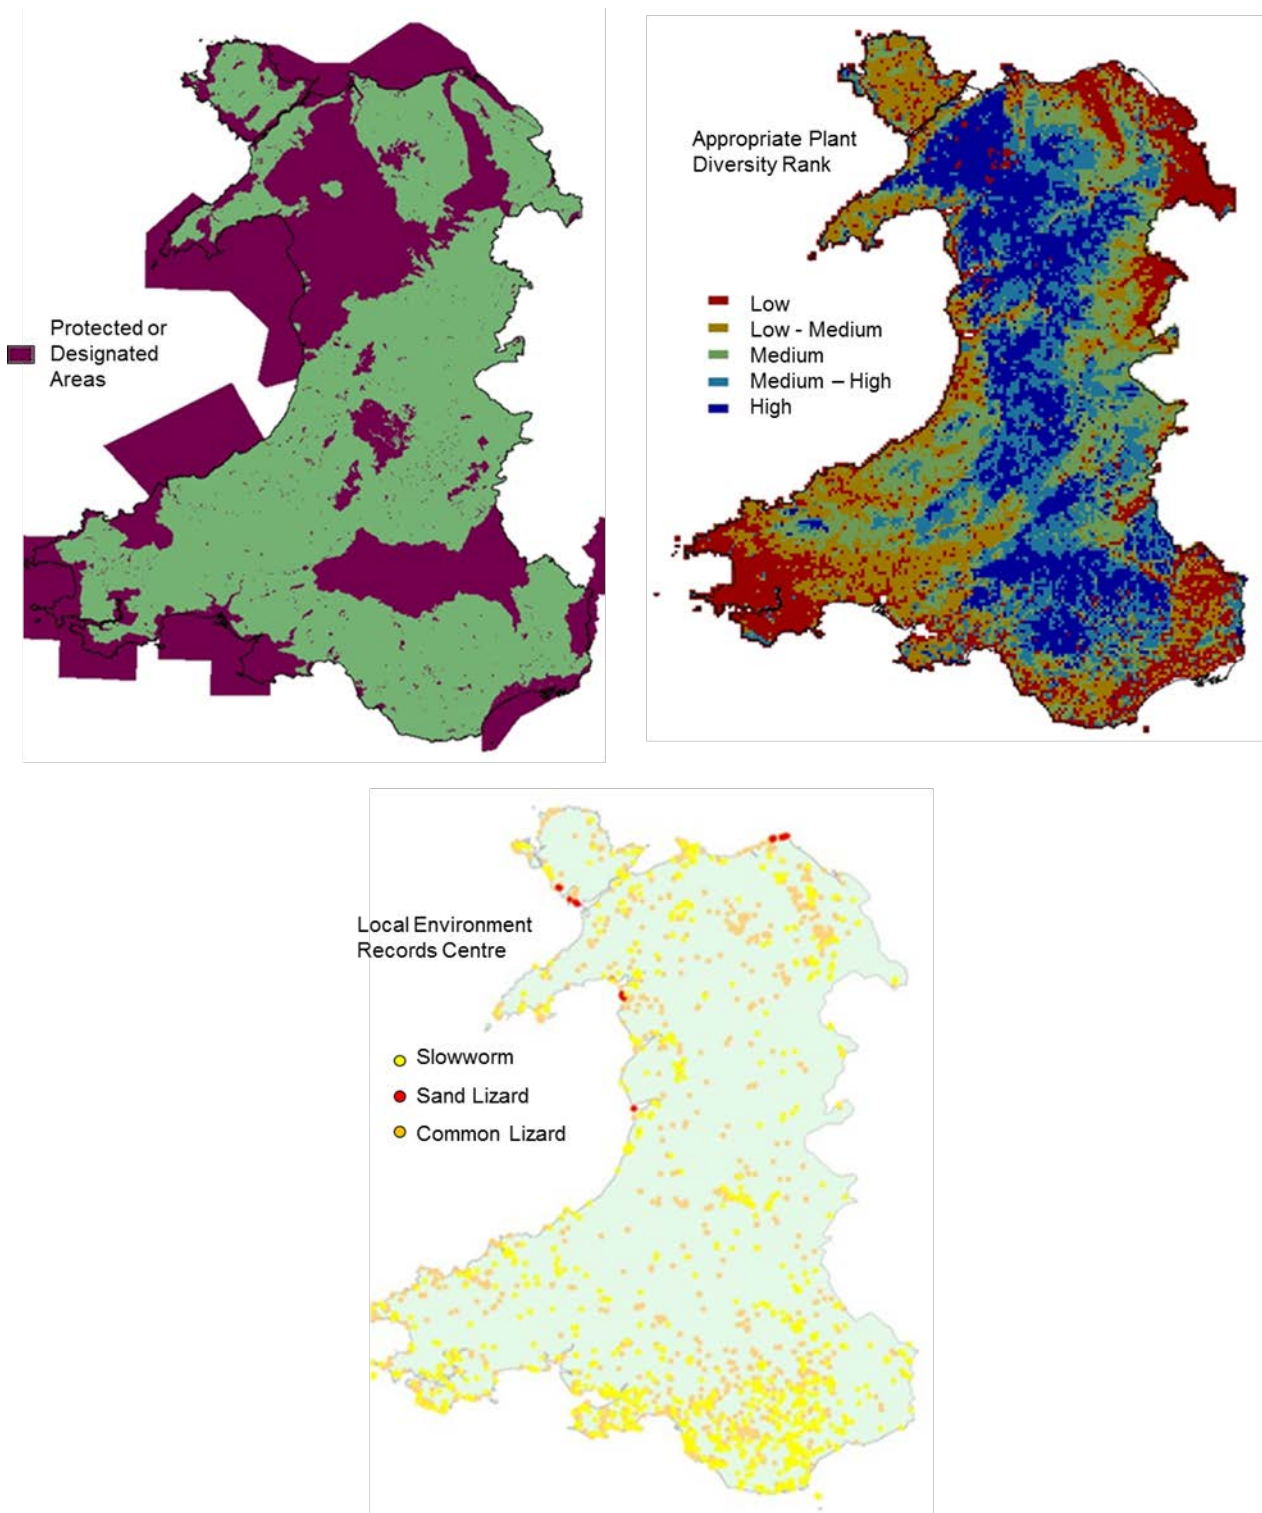 Protected or
Designated
Areas
Appropriate Plant
Diversity Rank
Low
Low - Medium
Medium
Medium – High
High
Local Environment
Records Centre
Slowworm
Sand Lizard
Common Lizard